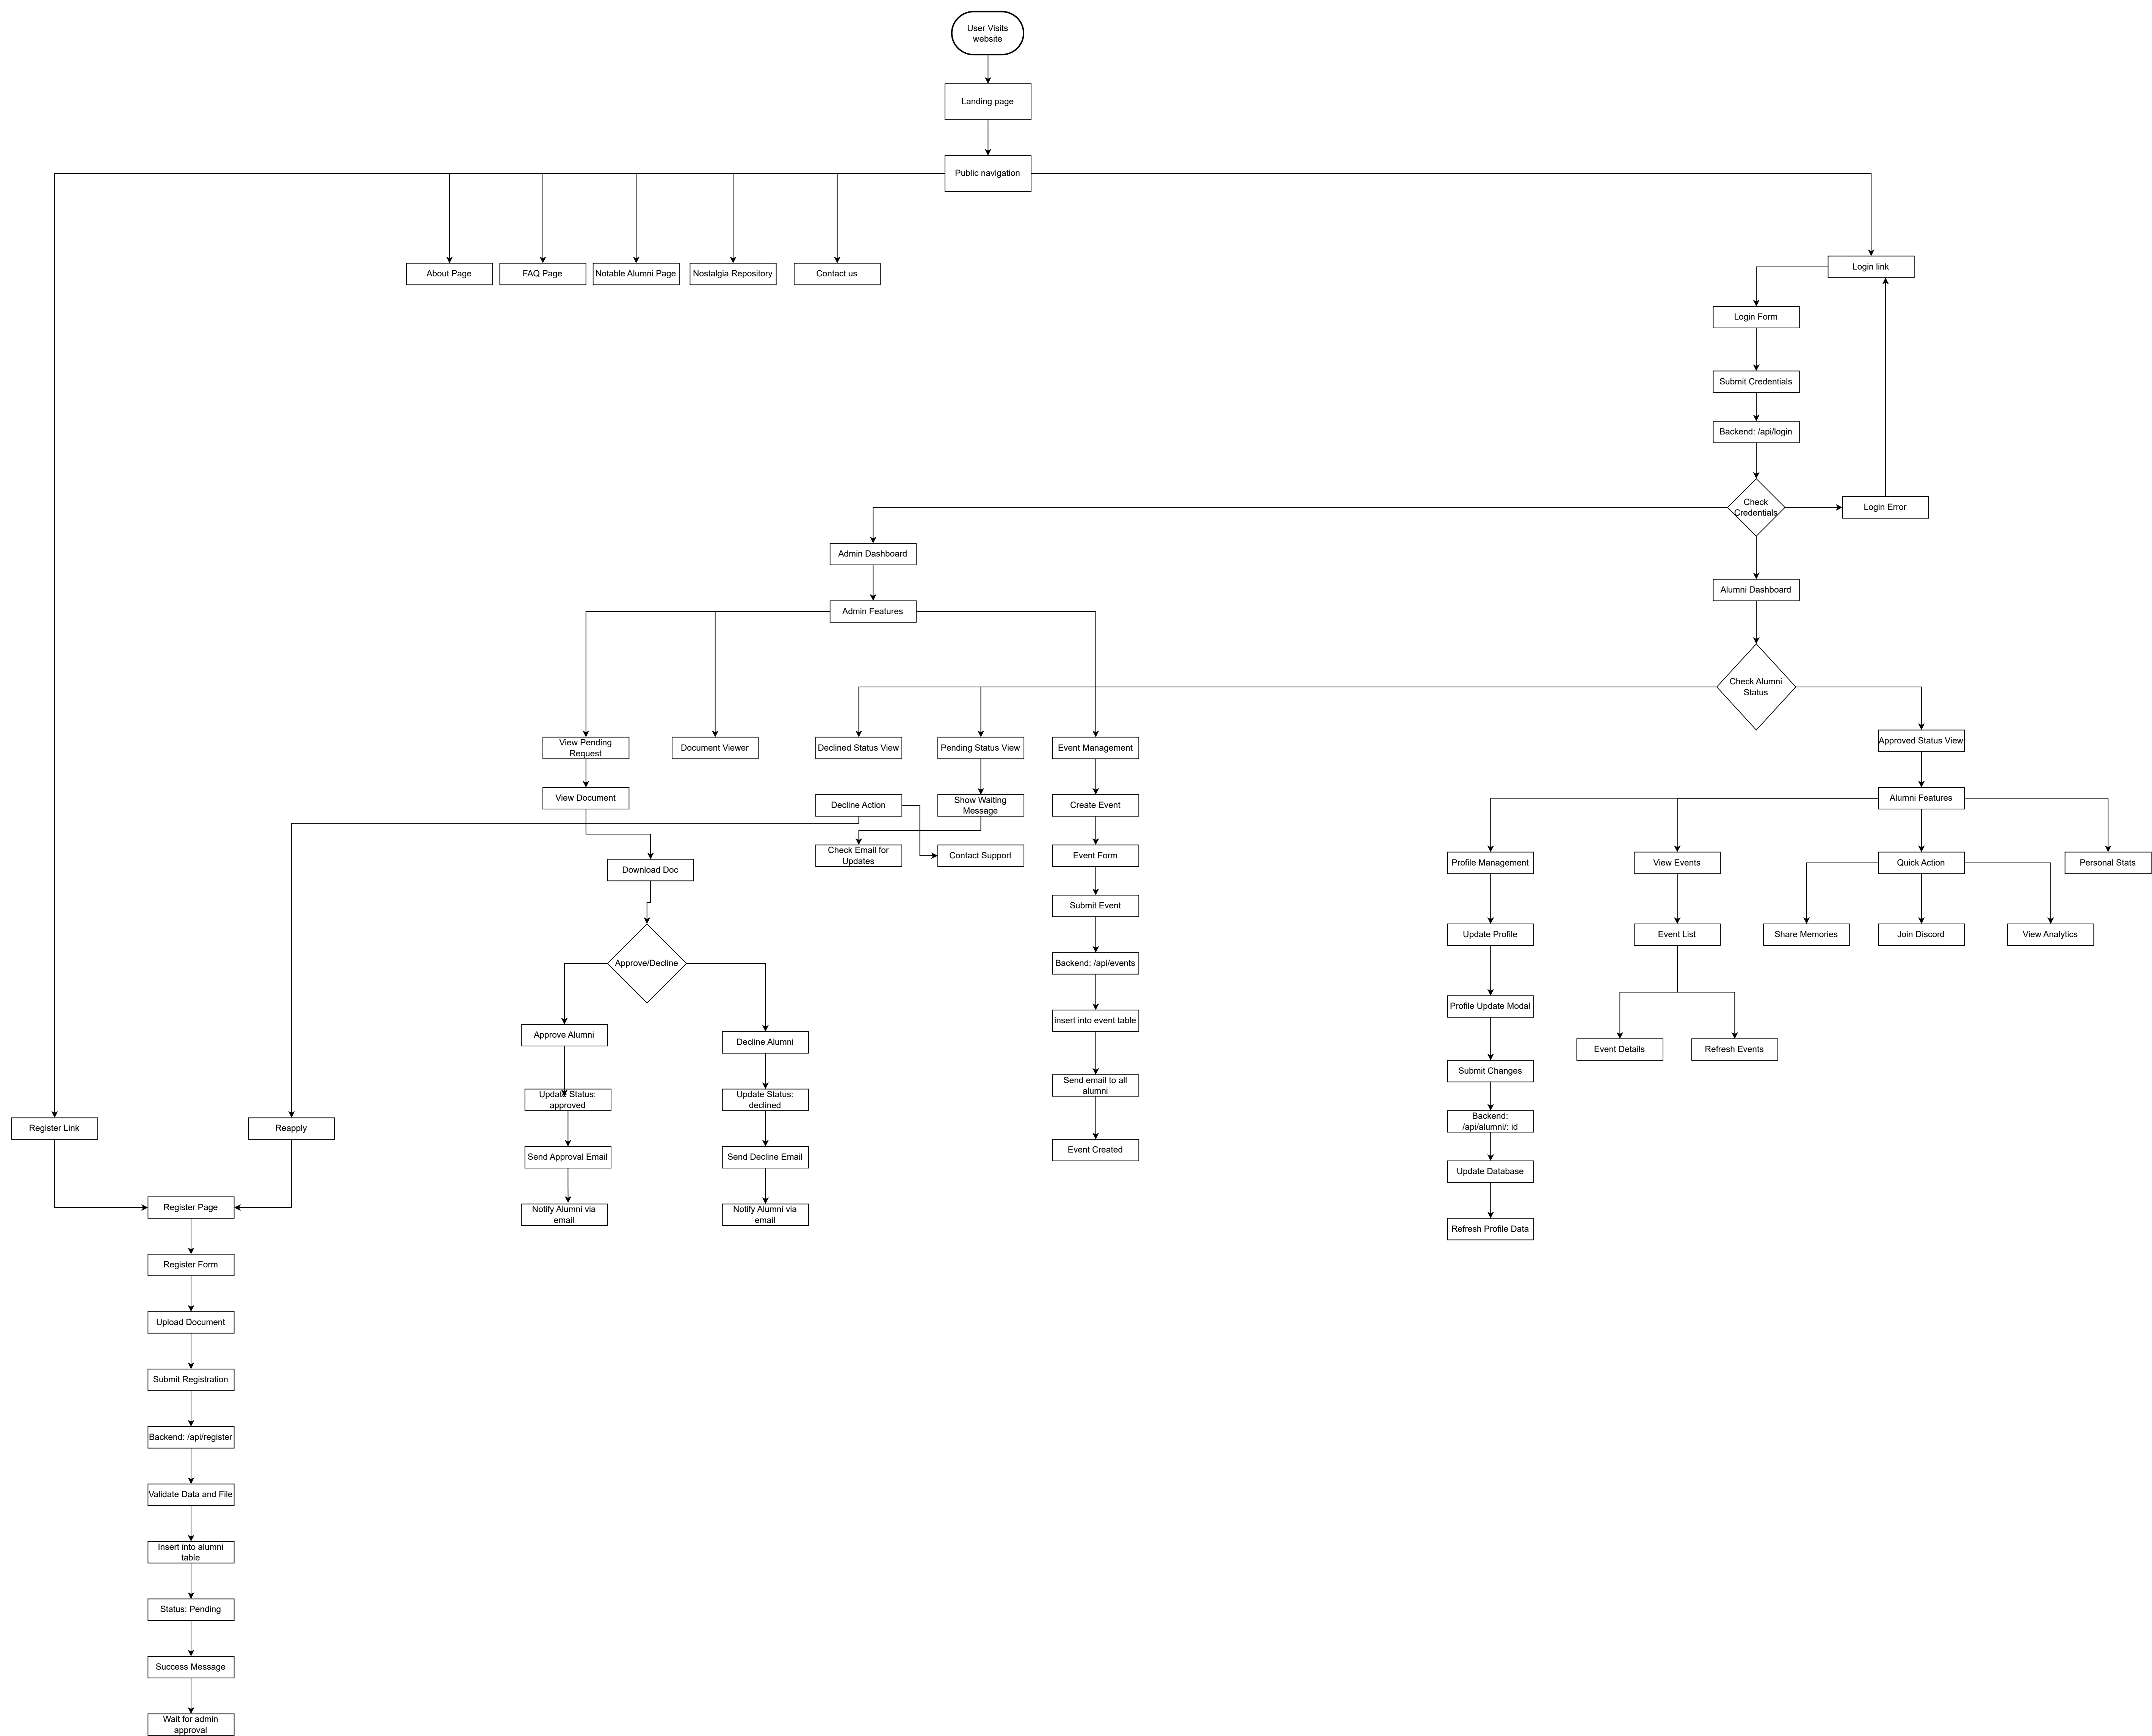 User Visits
website
Landing page
Public navigation
About Page
FAQ Page
Notable Alumni Page
Nostalgia Repository
Contact us
Login link
Login Form
Submit Credentials
Backend: /api/login
Check
Credentials
Login Error
Admin Dashboard
Alumni Dashboard
Admin Features
Check Alumni
Status
View Pending
Request
Document Viewer
Declined Status View
Pending Status View
Event Management
Approved Status View
View Document
Decline Action
Show Waiting
Message
Create Event
Alumni Features
Check Email for
Updates
Contact Support
Event Form
Profile Management
View Events
Quick Action
Personal Stats
Download Doc
Submit Event
Update Profile
Event List
Share Memories
Join Discord
View Analytics
Approve/Decline
Backend: /api/events
Profile Update Modal
insert into event table
Approve Alumni
Decline Alumni
Event Details
Refresh Events
Submit Changes
Send email to all
alumni
Update Status:
approved
Update Status:
declined
Backend:
/api/alumni/: id
Register Link
Reapply
Event Created
Send Approval Email
Send Decline Email
Update Database
Register Page
Notify Alumni via
email
Notify Alumni via
email
Refresh Profile Data
Register Form
Upload Document
Submit Registration
Backend: /api/register
Validate Data and File
Insert into alumni
table
Status: Pending
Success Message
Wait for admin
approval